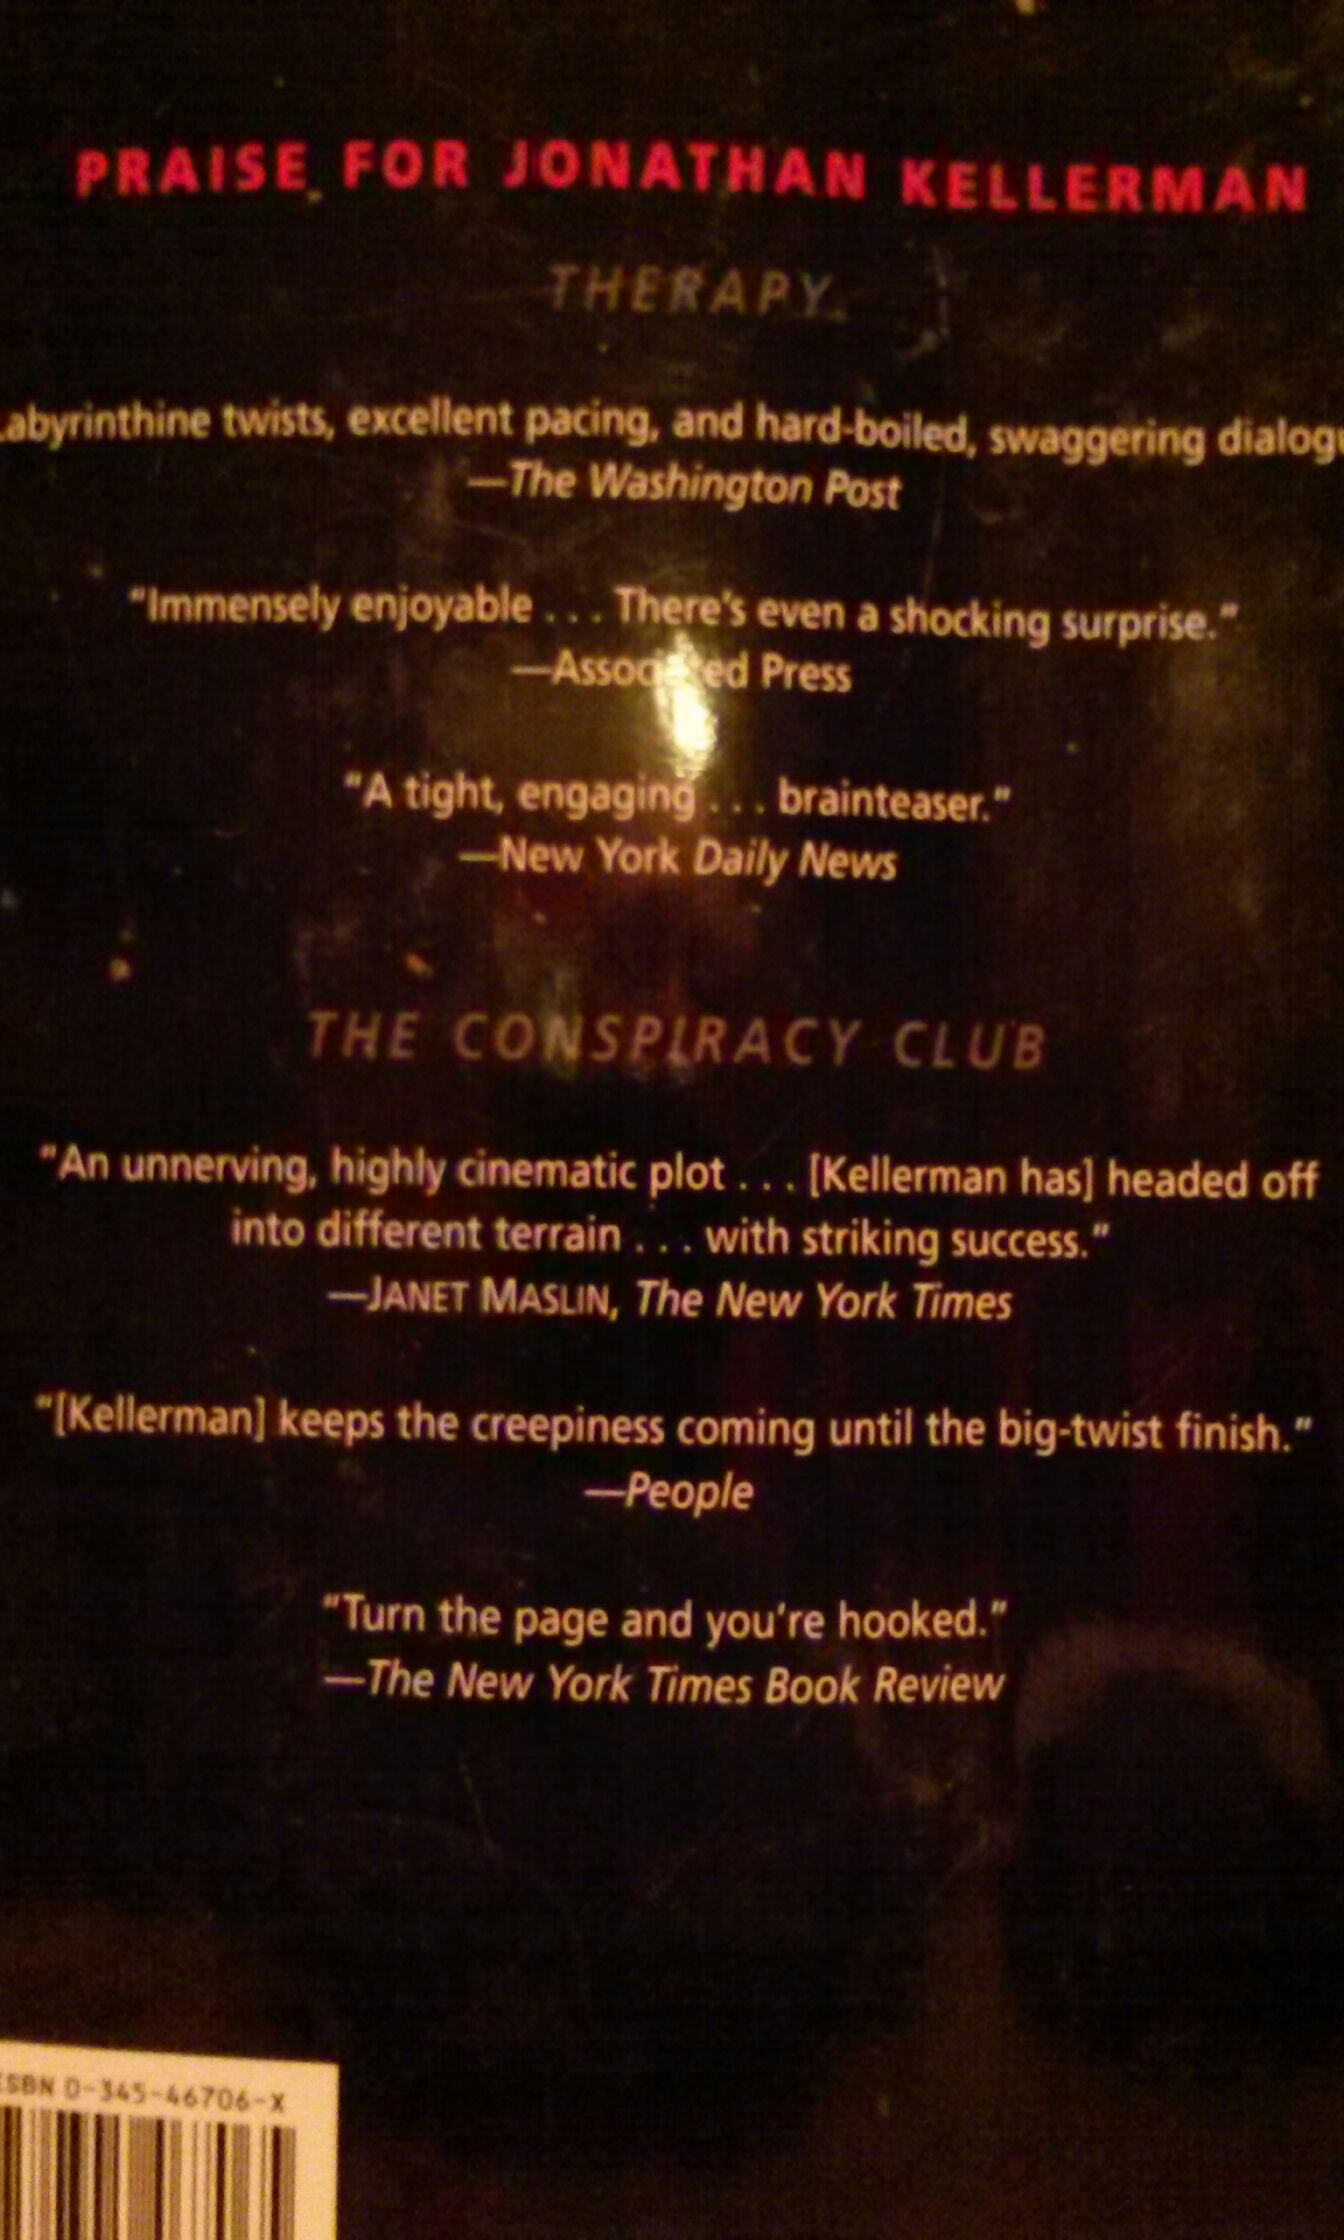 PRAISE FOR JONATHAN KELLERMAN
THERAPY
Labyrinthine twists, excellent pacing, and hard-boiled, swaggering
—The Washington Post
"Immensely enjoyable . . . There's even a shocking surprise."
—Associated Press
"A tight, engaging . . . brainteaser."
—New York Daily News
THE CONSPIRACY CLUB
"An unnerving, highly cinematic plot . . . [Kellerman has] headed off
into different terrain . . . with striking success."
—JANET MASLIN, The New York Times
"[Kellerman] keeps the creepiness coming until the big-twist finish."
—People
"Turn the page and you're hooked."
—The New York Times Book Review
ISBN 0-345-46706-X